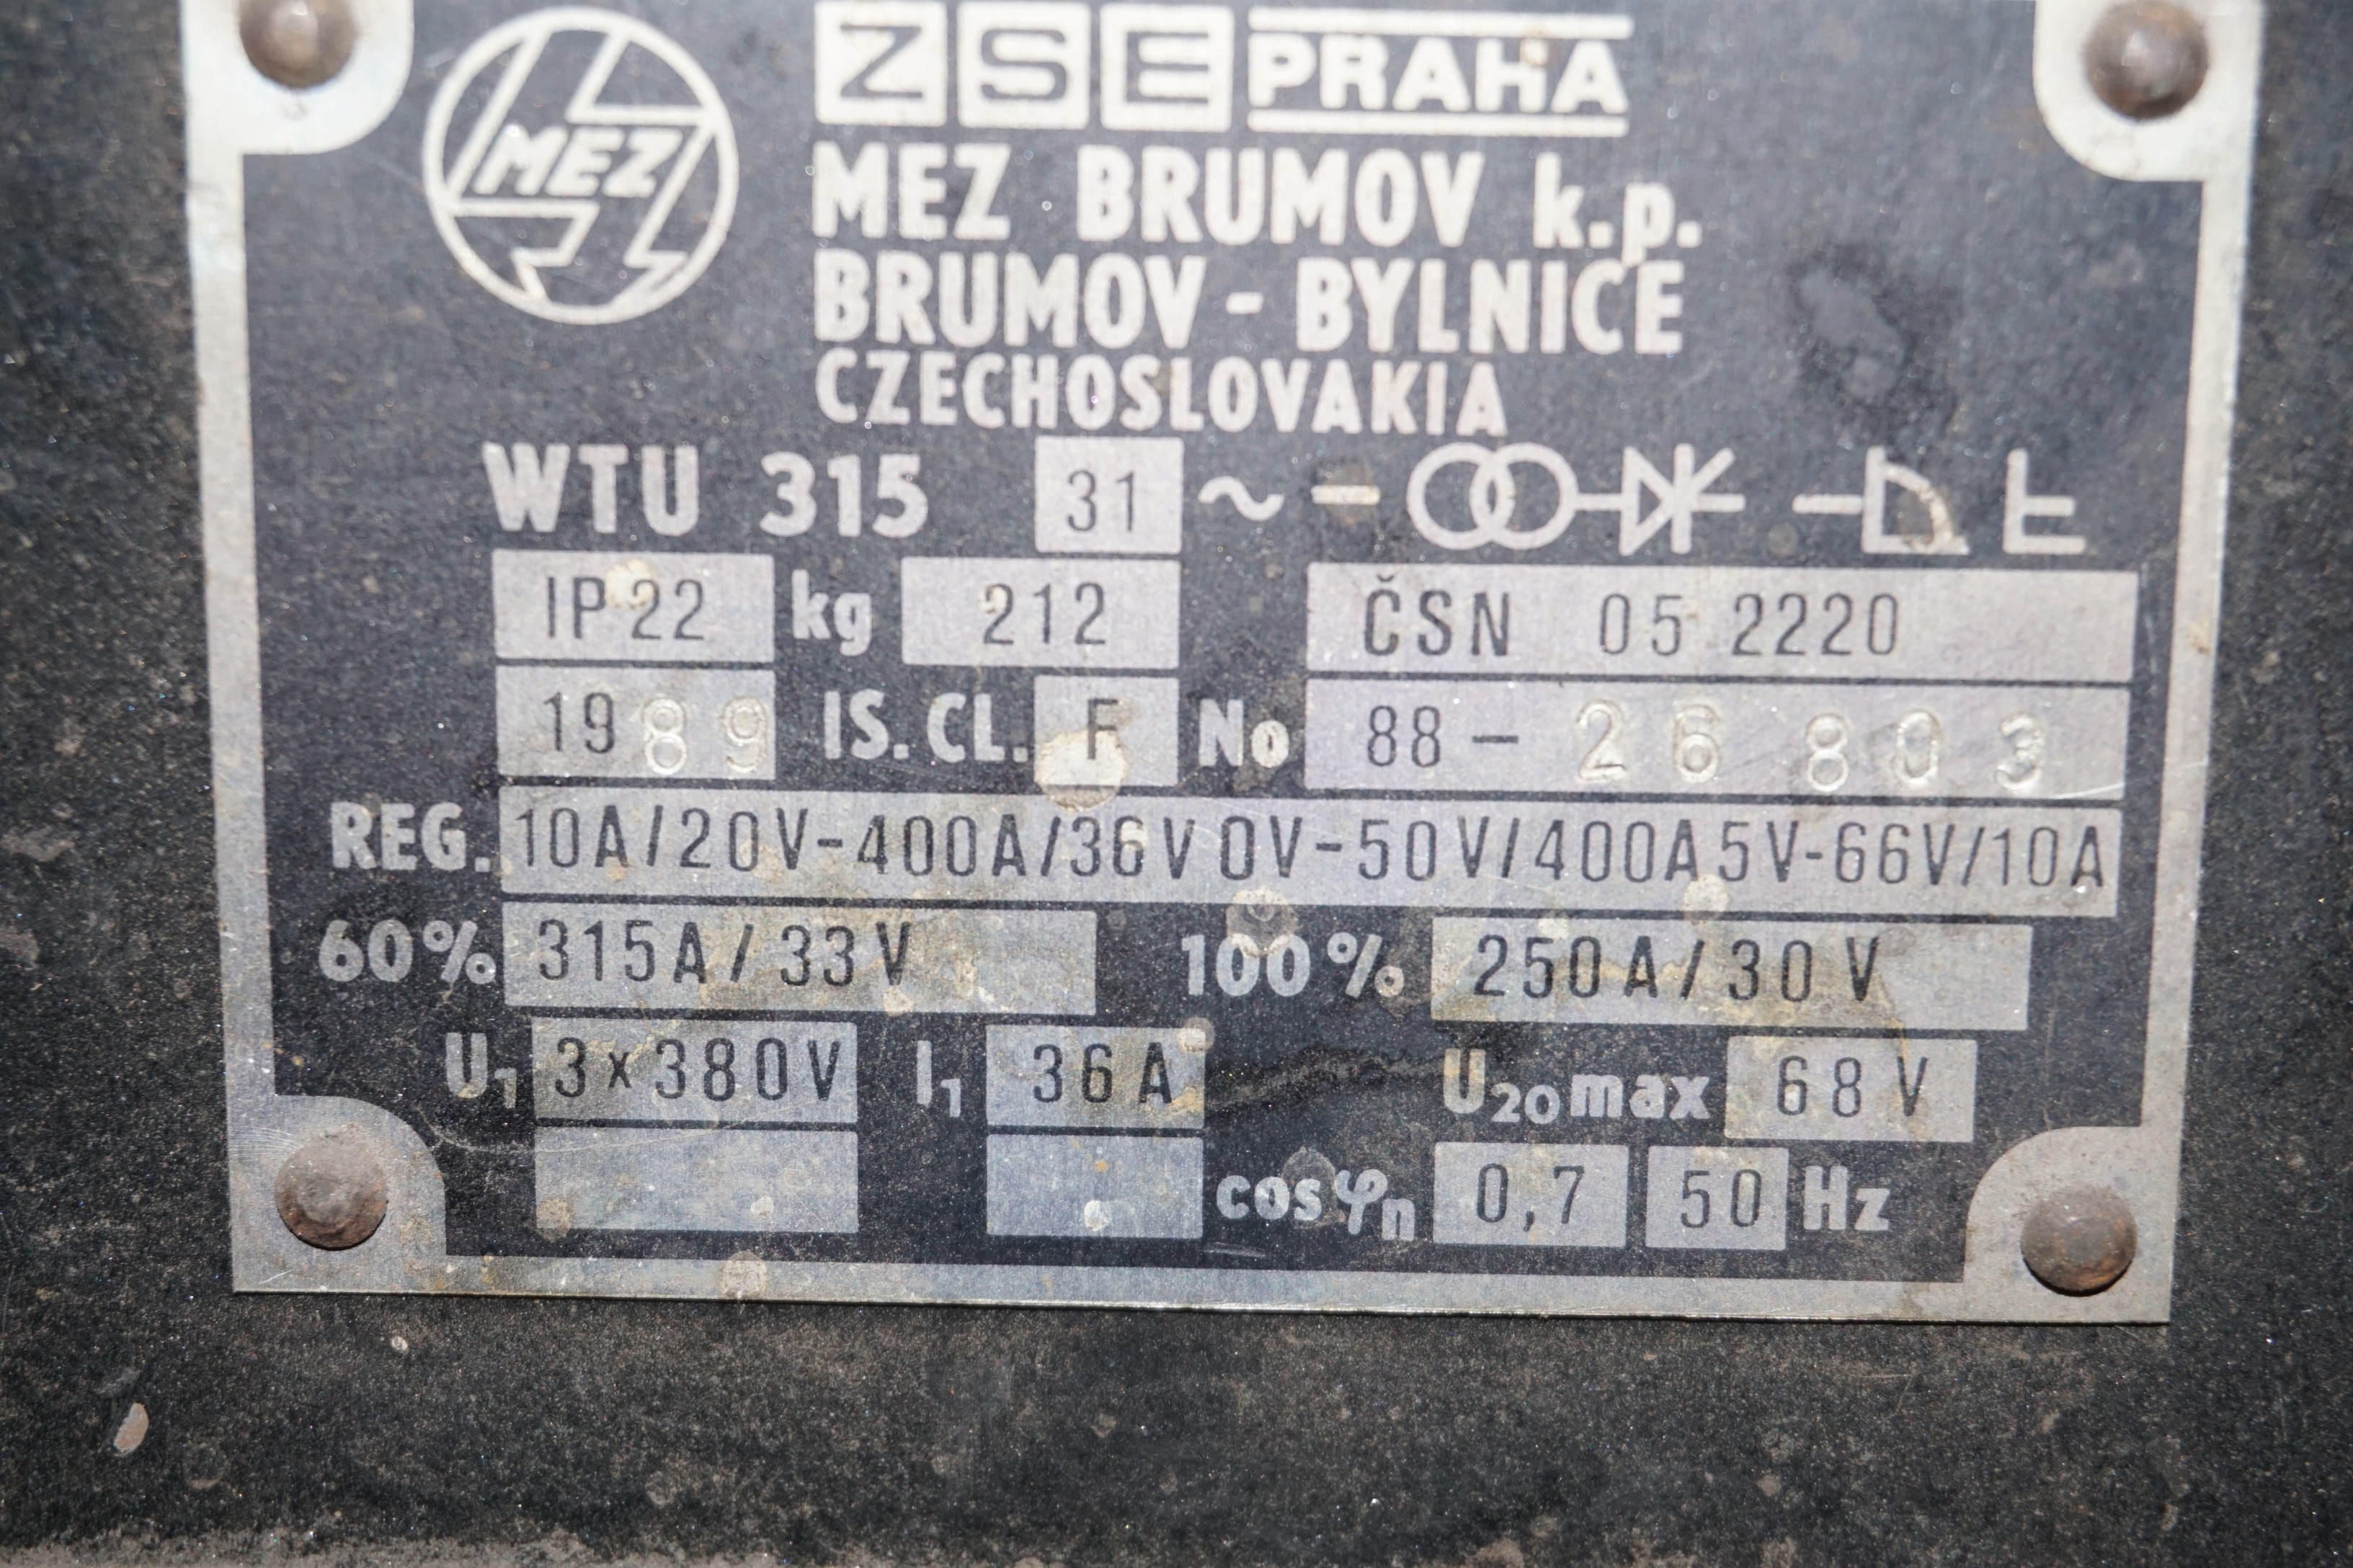 MEZ
ZSE PRAHA
MEZ BRUMOV k.p.
BRUMOV - BYLNICE
CZECHOSLOVAKIA
WTU 315 31 ~ –
IP22 kg 212 ČSN 05 2220
1989 IS.CL. F No 88 - 26 803
REG. 10A/20V-400A/36V 0V-50V/400A 5V-66V/10A
60% 315A/33V 100% 250A/30V
U1 3x380V I1 36A U20max 68V
cosφn 0,7 50 Hz